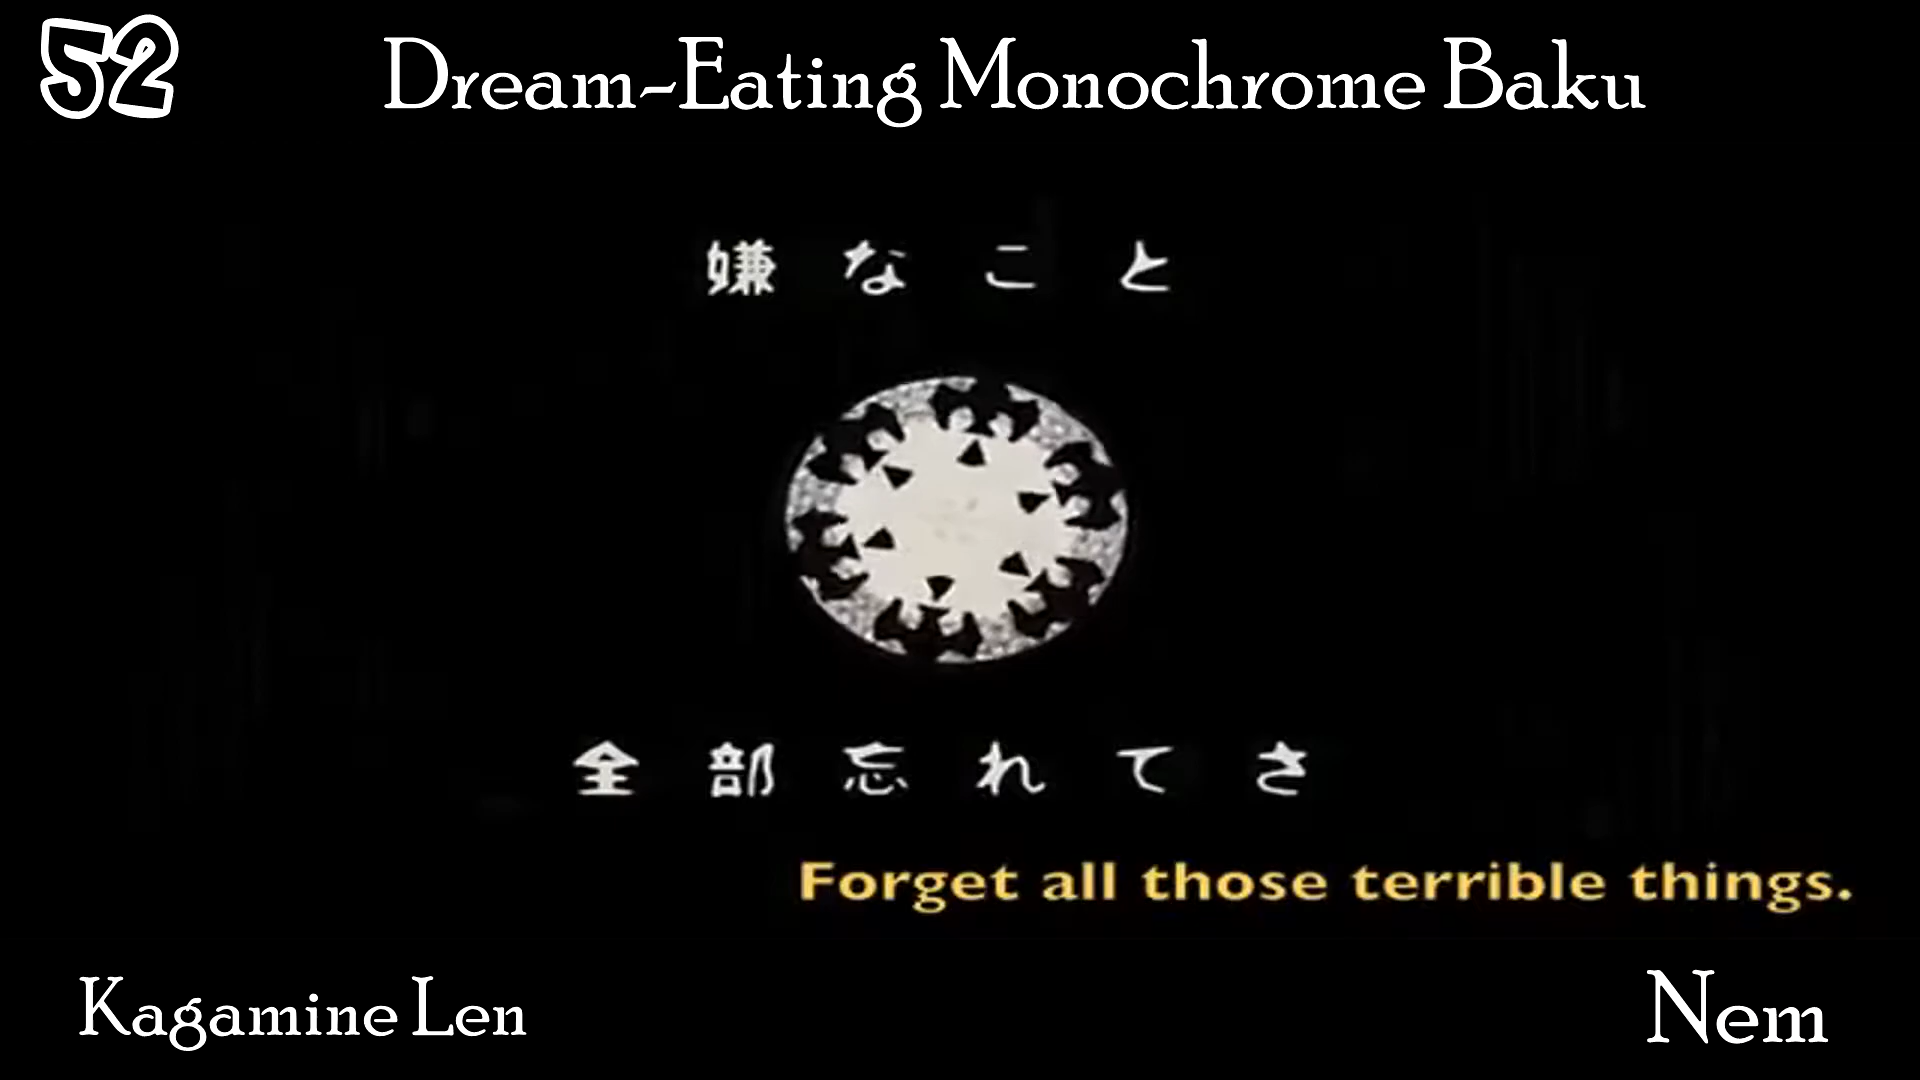 52
Dream-Eating Monochrome Baku
嫌なこと
全部忘れてさ
Forget all those terrible things.
Kagamine Len
Nem